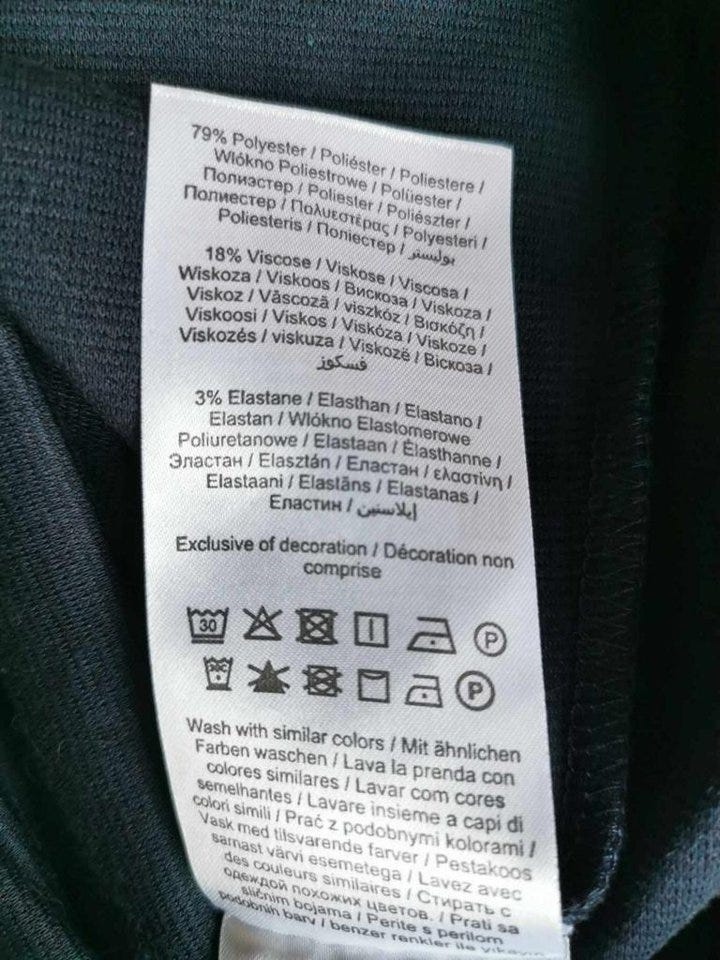 79% Polyester / Poliéster / Poliestere /
Włókno Poliestrowe / Polüester /
Полиэстер / Poliester / Poliészter /
Полиестер / Πολυεστέρας / Polyesteri /
Poliesteris / Поліестер / بوليستر
18% Viscose / Viskose / Viscosa /
Wiskoza / Viskoos / Вискоза / Viskoza /
Viskoz / Vâscoză / viszkóz / Βισκόζη /
Viskoosi / Viskos / Viskóza / Viskoze /
Viskozés / viskuza / Viskozë / Віскоза /
فسكوز
3% Elastane / Elasthan / Elastano /
Elastan / Włókno Elastomerowe
Poliuretanowe / Elastaan / Élasthanne /
Эластан / Elasztán / Еластан / ελαστίνη /
Elastaani / Elastāns / Elastanas /
Еластин / إيلاستين
Exclusive of decoration / Décoration non
comprise
30 P
30C P
Wash with similar colors / Mit ähnlichen
Farben waschen / Lava la prenda con
colores similares / Lavar com cores
semelhantes / Lavare insieme a capi di
colori simili / Prać z podobnymi kolorami /
Vask med tilsvarende farver / Pestakoos
sarnast värvi esemetega / Lavez avec
des couleurs similaires / Стирать с
одеждой похожих цветов. / Prati sa
sličnim bojama / Perite s perilom
podobnih barv / benzer renkler ile